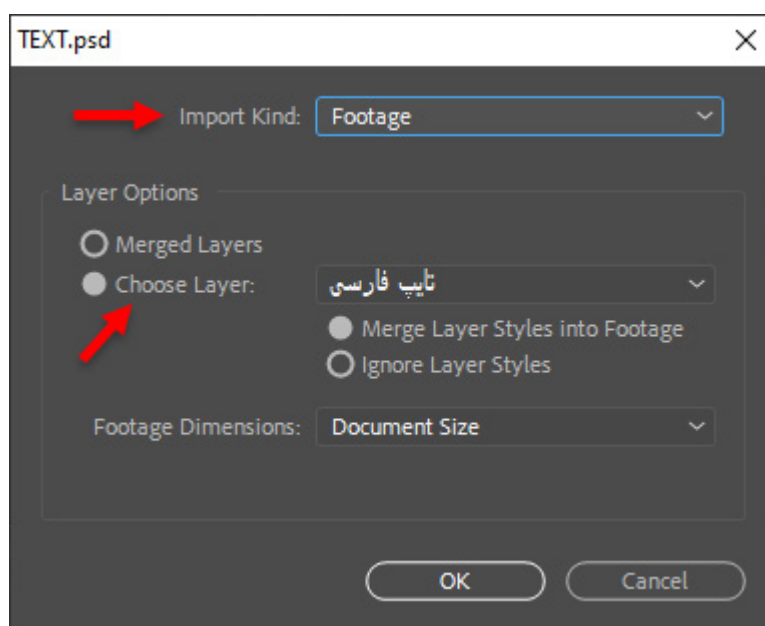 TEXT.psd
Import Kind: Footage
Layer Options
Merged Layers
Choose Layer: تایپ فارسی
Merge Layer Styles into Footage
Ignore Layer Styles
Footage Dimensions: Document Size
OK Cancel